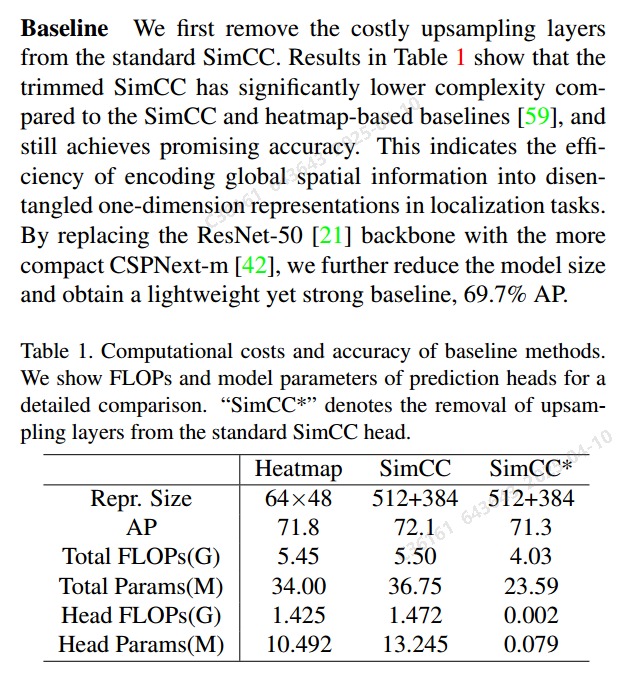 Baseline We first remove the costly upsampling layers
from the standard SimCC. Results in Table 1 show that the
trimmed SimCC has significantly lower complexity com-
pared to the SimCC and heatmap-based baselines [59], and
still achieves promising accuracy. This indicates the effi-
ciency of encoding global spatial information into disen-
tangled one-dimension representations in localization tasks.
By replacing the ResNet-50 [21] backbone with the more
compact CSPNext-m [42], we further reduce the model size
and obtain a lightweight yet strong baseline, 69.7% AP.
Table 1. Computational costs and accuracy of baseline methods.
We show FLOPs and model parameters of prediction heads for a
detailed comparison. “SimCC*” denotes the removal of upsam-
pling layers from the standard SimCC head.
Heatmap SimCC SimCC*
Repr. Size 64×48 512+384 512+384
AP 71.8 72.1 71.3
Total FLOPs(G) 5.45 5.50 4.03
Total Params(M) 34.00 36.75 23.59
Head FLOPs(G) 1.425 1.472 0.002
Head Params(M) 10.492 13.245 0.079